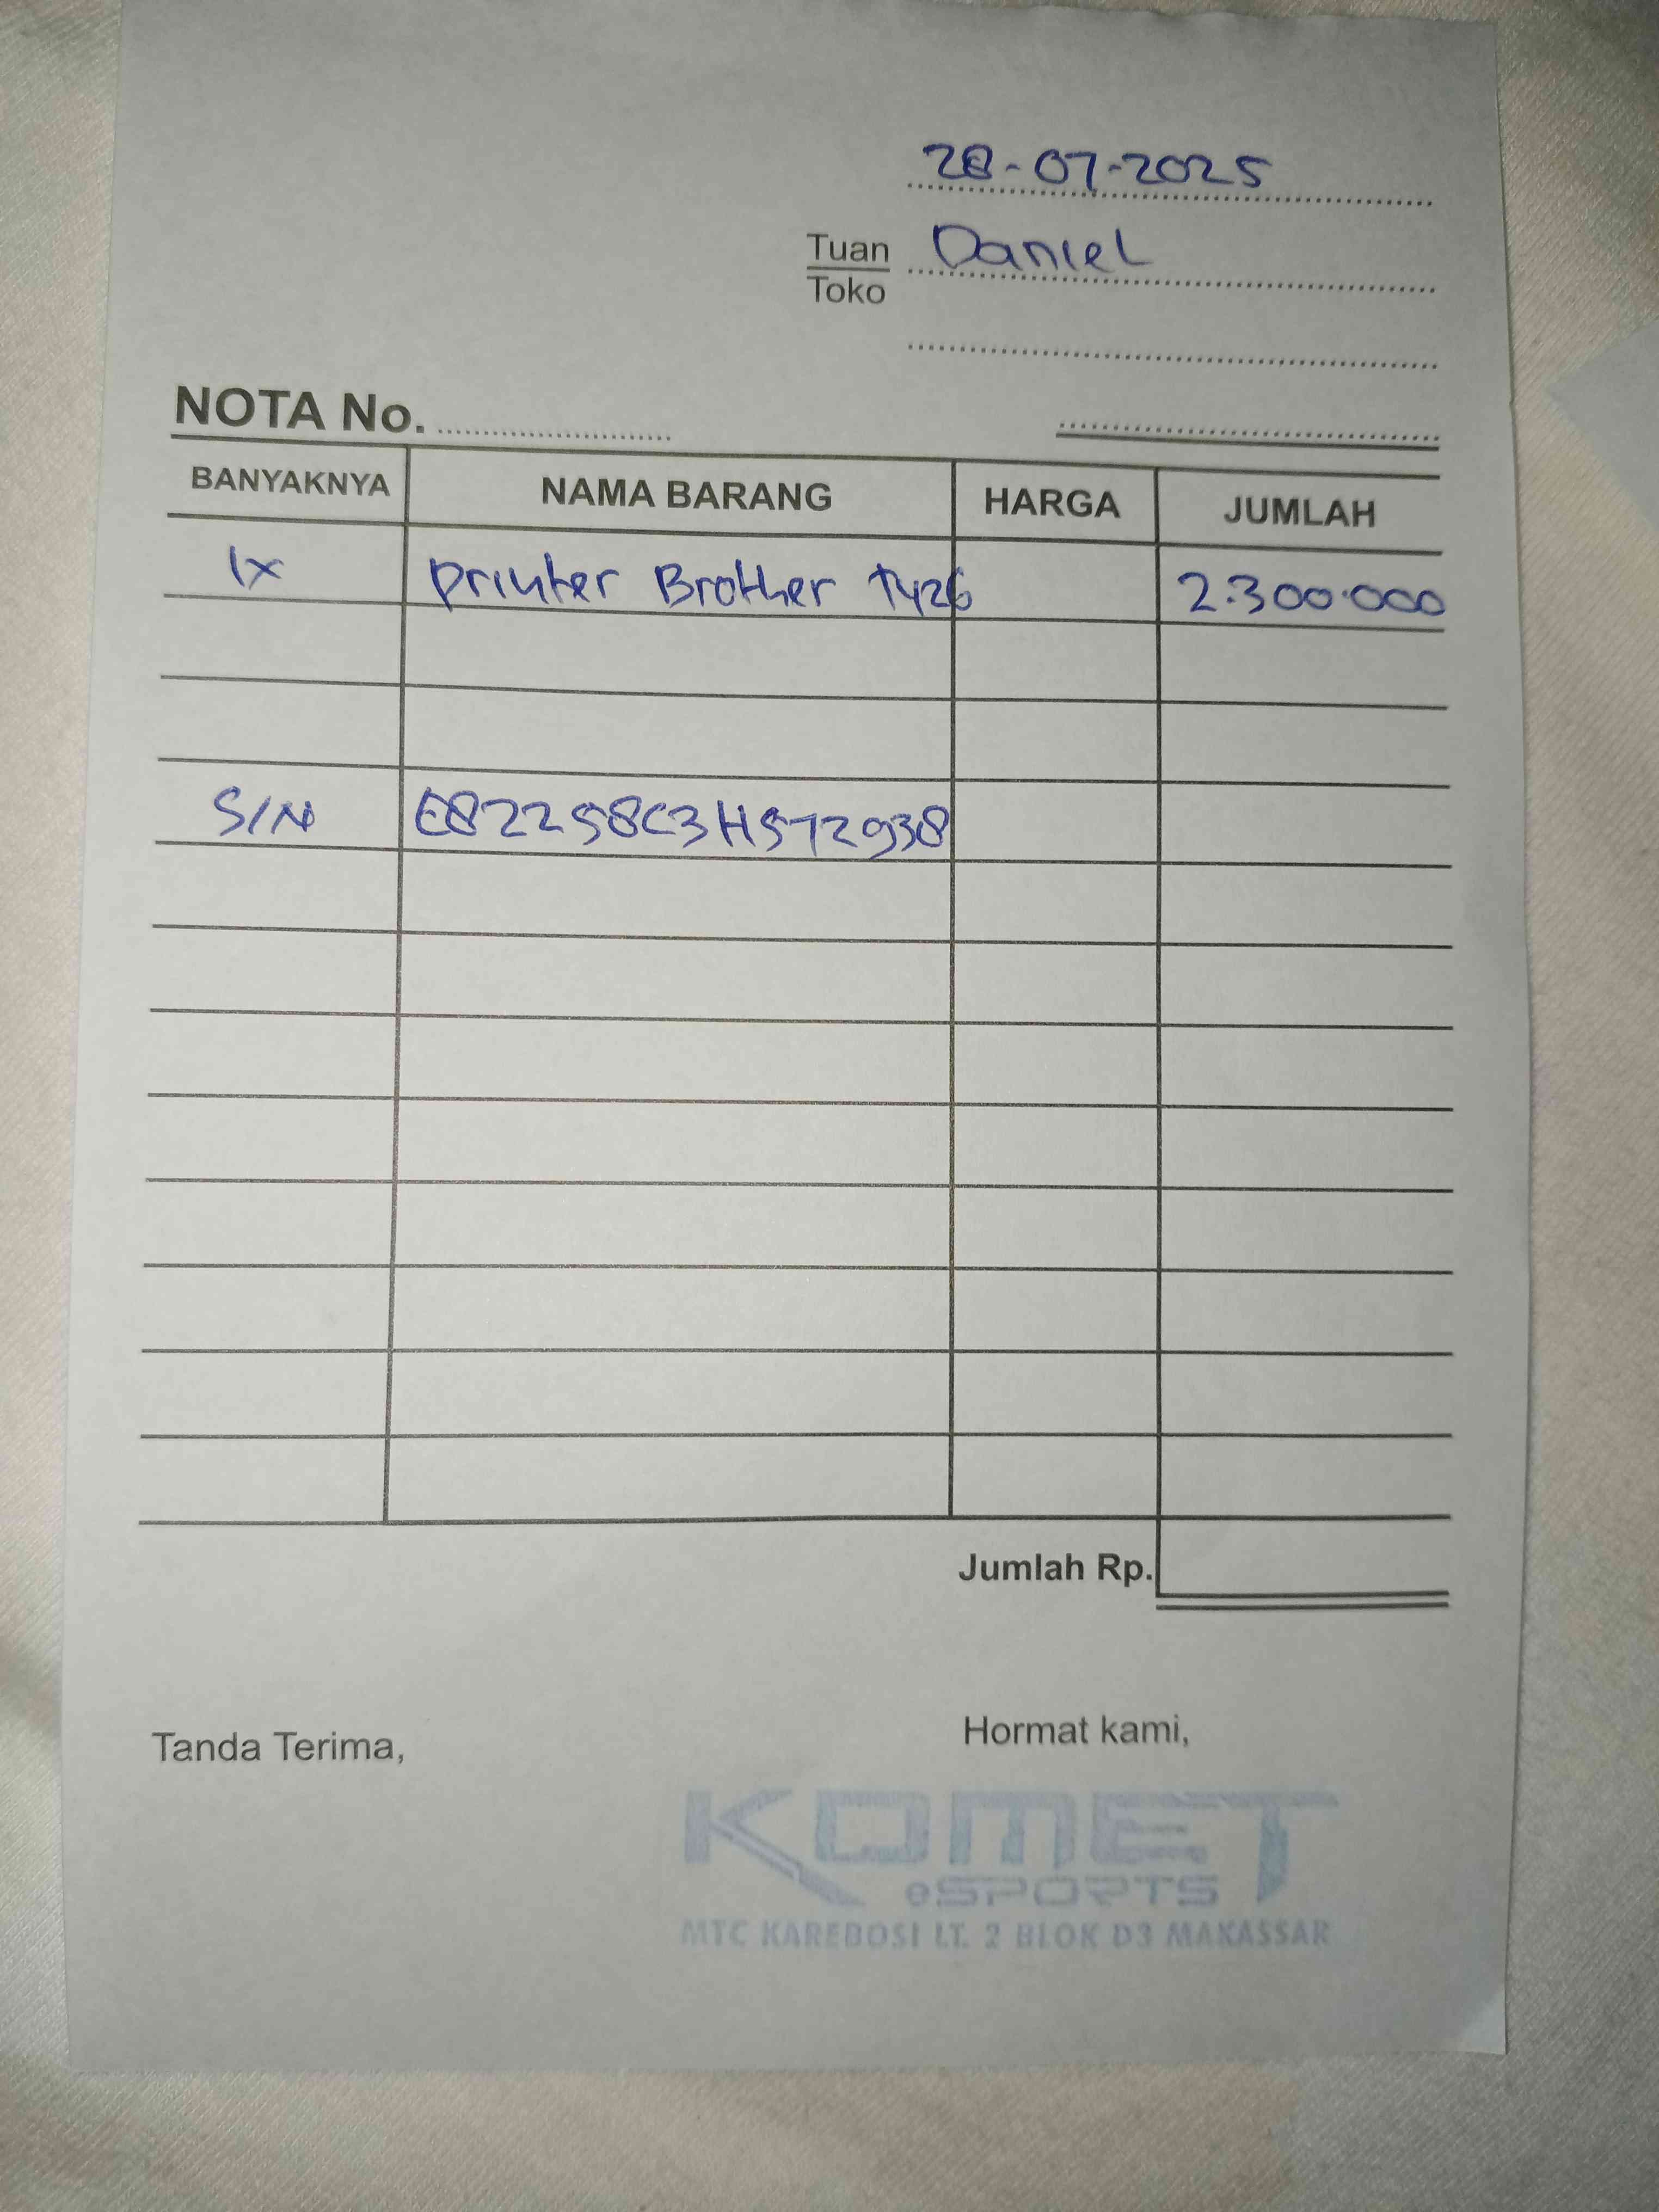 28-07-2025
Tuan Daniel
Toko
NOTA No.
BANYAKNYA NAMA BARANG HARGA JUMLAH
1x Printer Brother T426 2.300.000
S/N E82258C3H572938
Jumlah Rp.
Tanda Terima, Hormat kami,
KOMET
eSPORTS
MTC KAREBOSI LT. 2 BLOK D3 MAKASSAR